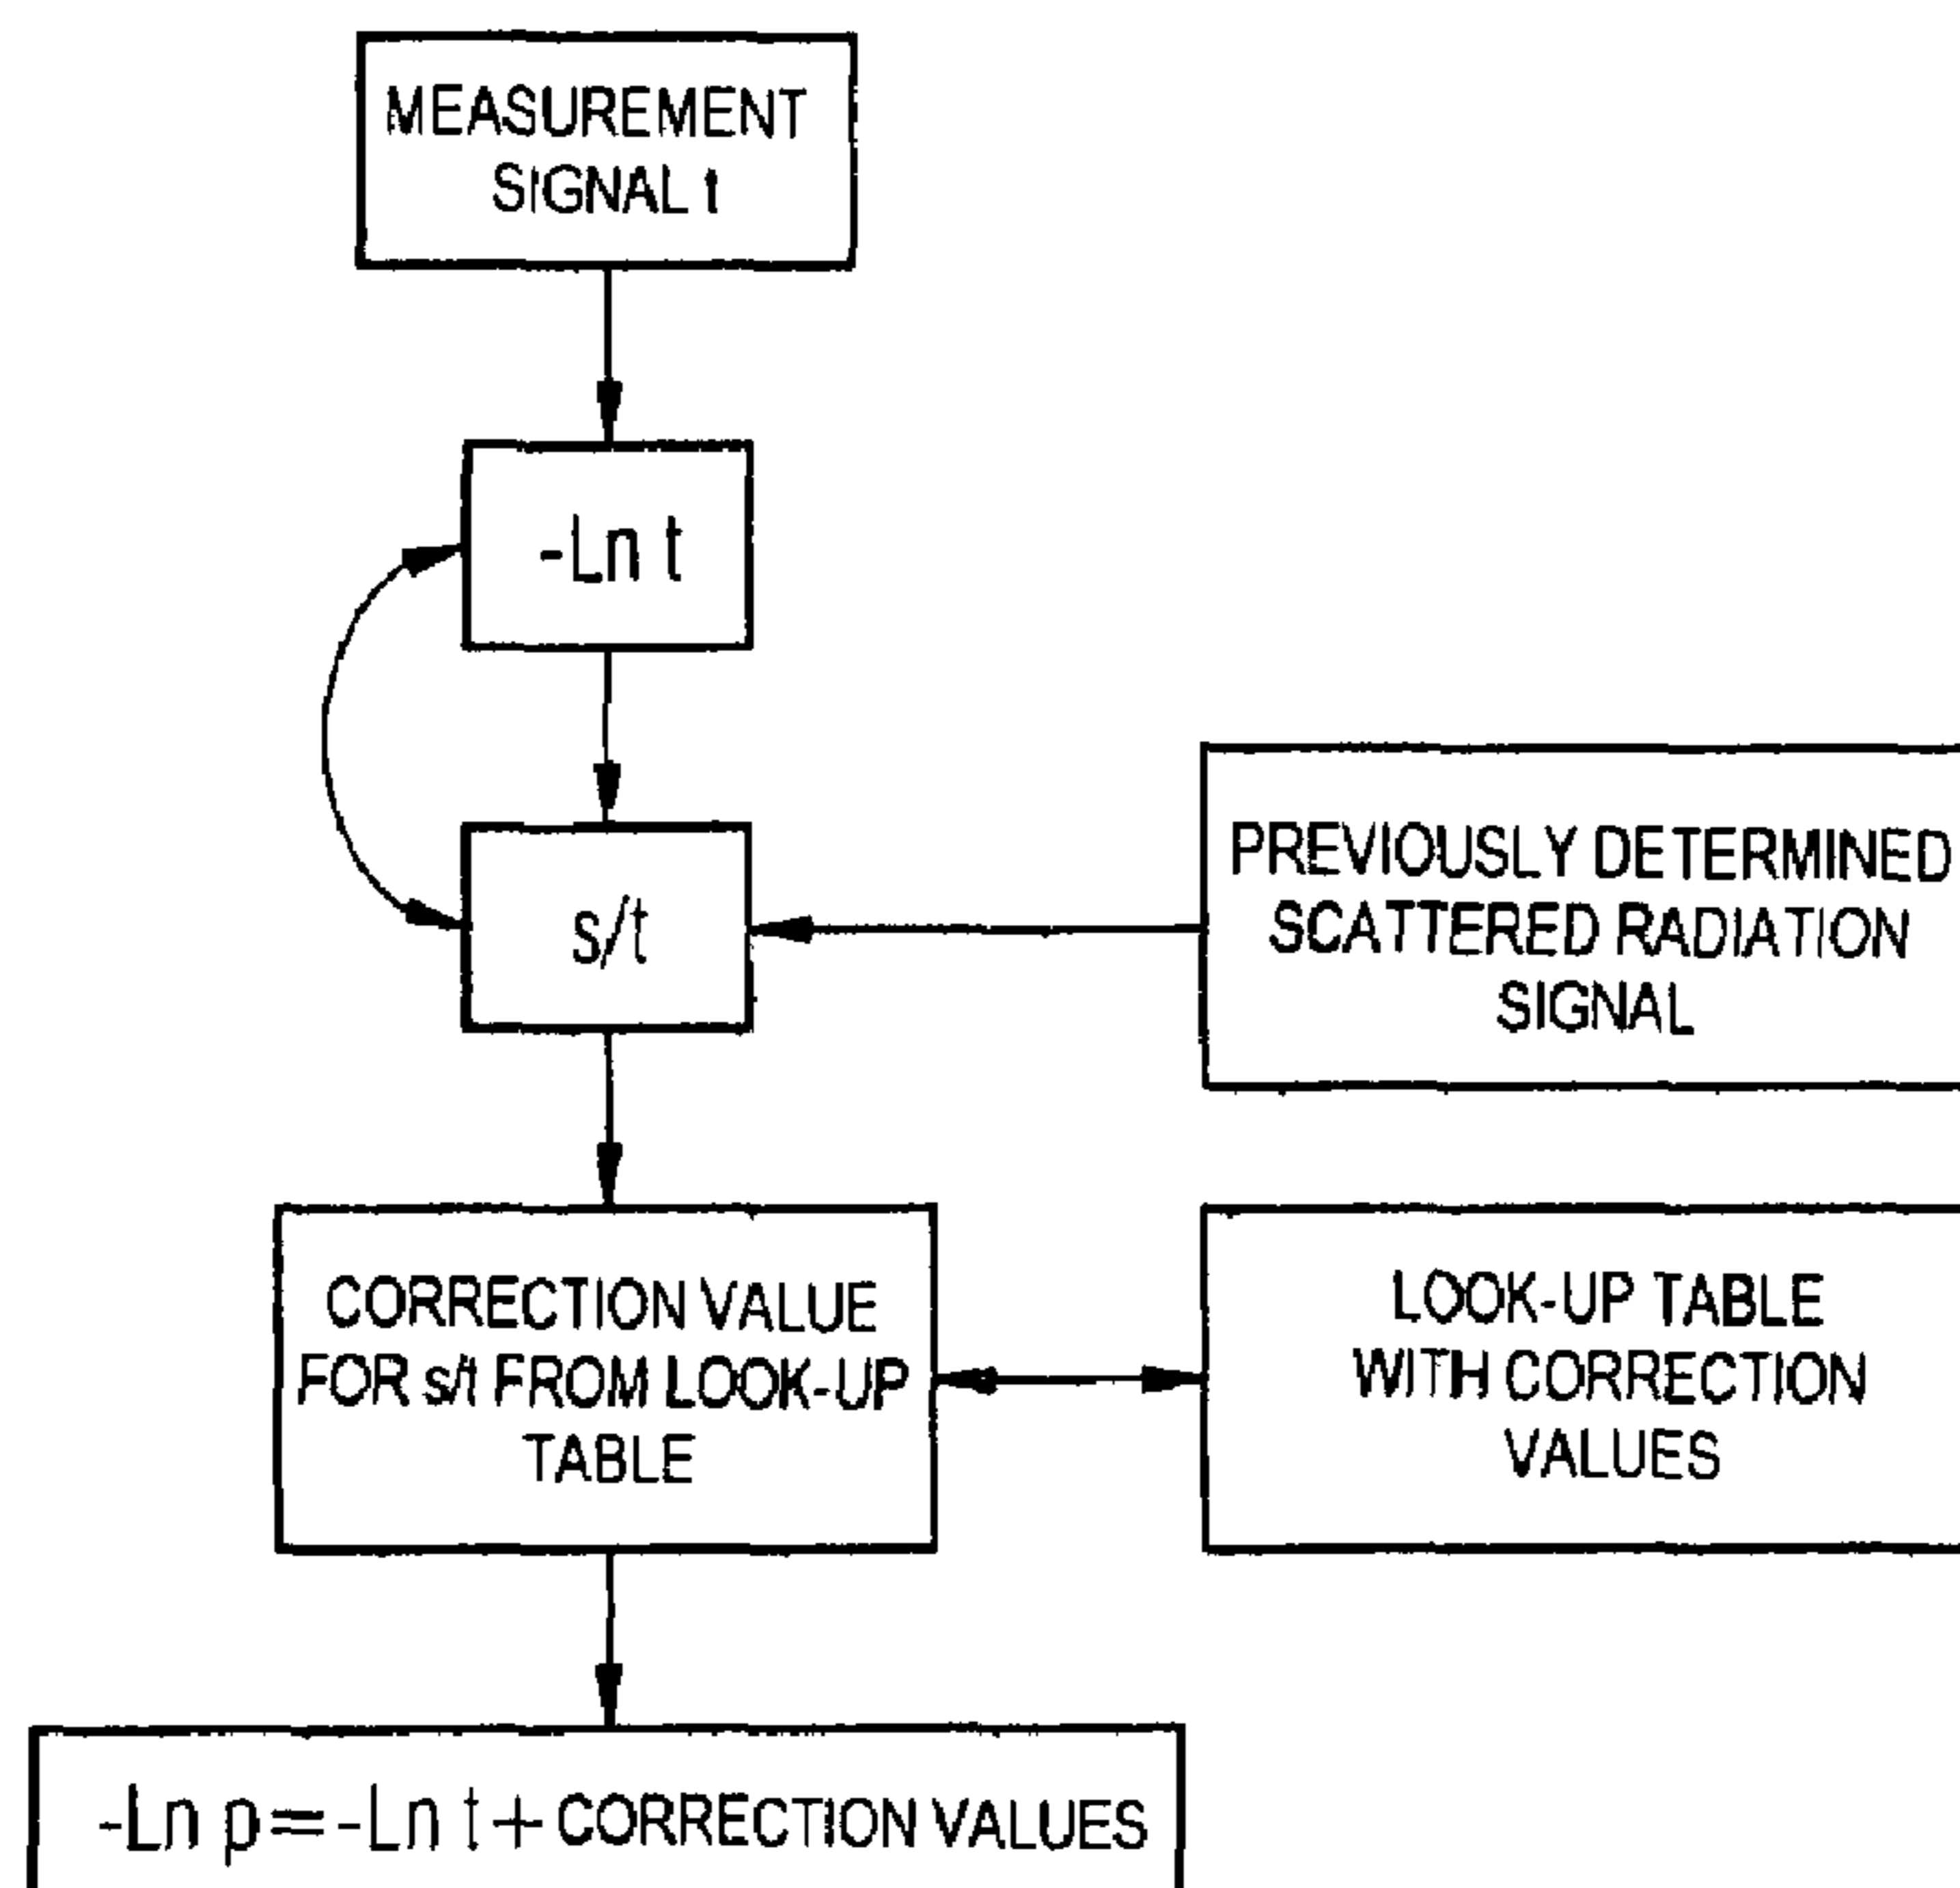 MEASUREMENT
SIGNAL t
-Ln t
s/t
PREVIOUSLY DETERMINED
SCATTERED RADIATION
SIGNAL
CORRECTION VALUE
FOR s/t FROM LOOK-UP
TABLE
LOOK-UP TABLE
WITH CORRECTION
VALUES
-Ln p = -Ln t + CORRECTION VALUES